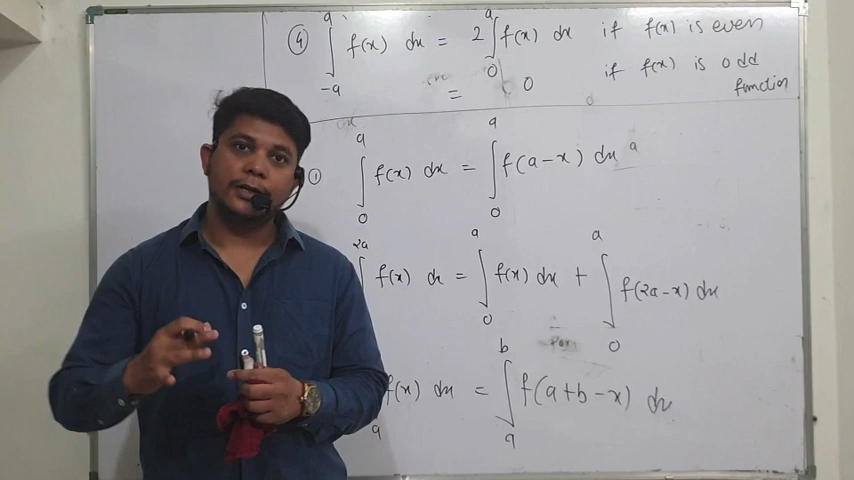 ④ ∫_{-a}^{a} f(x) dx = 2 ∫_{0}^{a} f(x) dx if f(x) is even
= 0 if f(x) is odd function
① ∫_{0}^{a} f(x) dx = ∫_{0}^{a} f(a-x) dx a
∫^{2a} f(x) dx = ∫_{0}^{a} f(x) dx + ∫_{0}^{a} f(2a-x) dx
_{a} f(x) dx = ∫_{a}^{b} f(a+b-x) dx